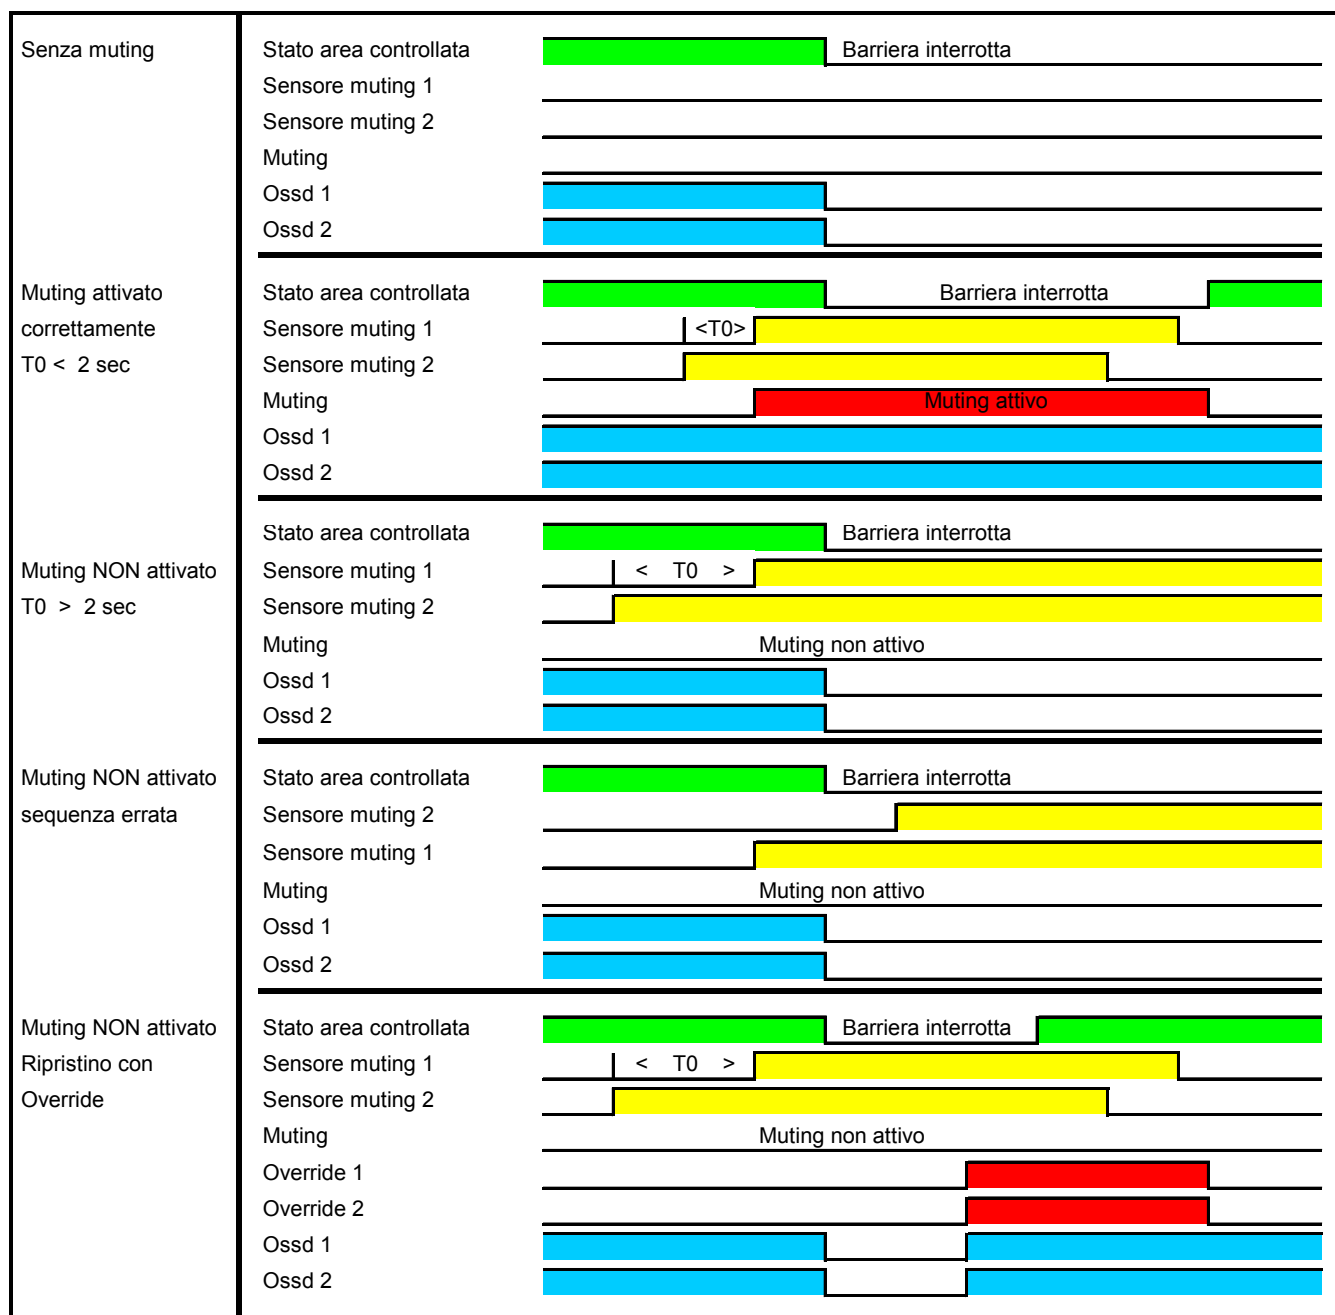 Senza muting
Stato area controllata
Barriera interrotta
Sensore muting 1
Sensore muting 2
Muting
Ossd 1
Ossd 2
Muting attivato
correttamente
T0 < 2 sec
Stato area controllata
Barriera interrotta
Sensore muting 1
<T0>
Sensore muting 2
Muting
Muting attivo
Ossd 1
Ossd 2
Muting NON attivato
T0 > 2 sec
Stato area controllata
Barriera interrotta
Sensore muting 1
< T0 >
Sensore muting 2
Muting
Muting non attivo
Ossd 1
Ossd 2
Muting NON attivato
sequenza errata
Stato area controllata
Barriera interrotta
Sensore muting 2
Sensore muting 1
Muting
Muting non attivo
Ossd 1
Ossd 2
Muting NON attivato
Ripristino con
Override
Stato area controllata
Barriera interrotta
Sensore muting 1
< T0 >
Sensore muting 2
Muting
Muting non attivo
Override 1
Override 2
Ossd 1
Ossd 2